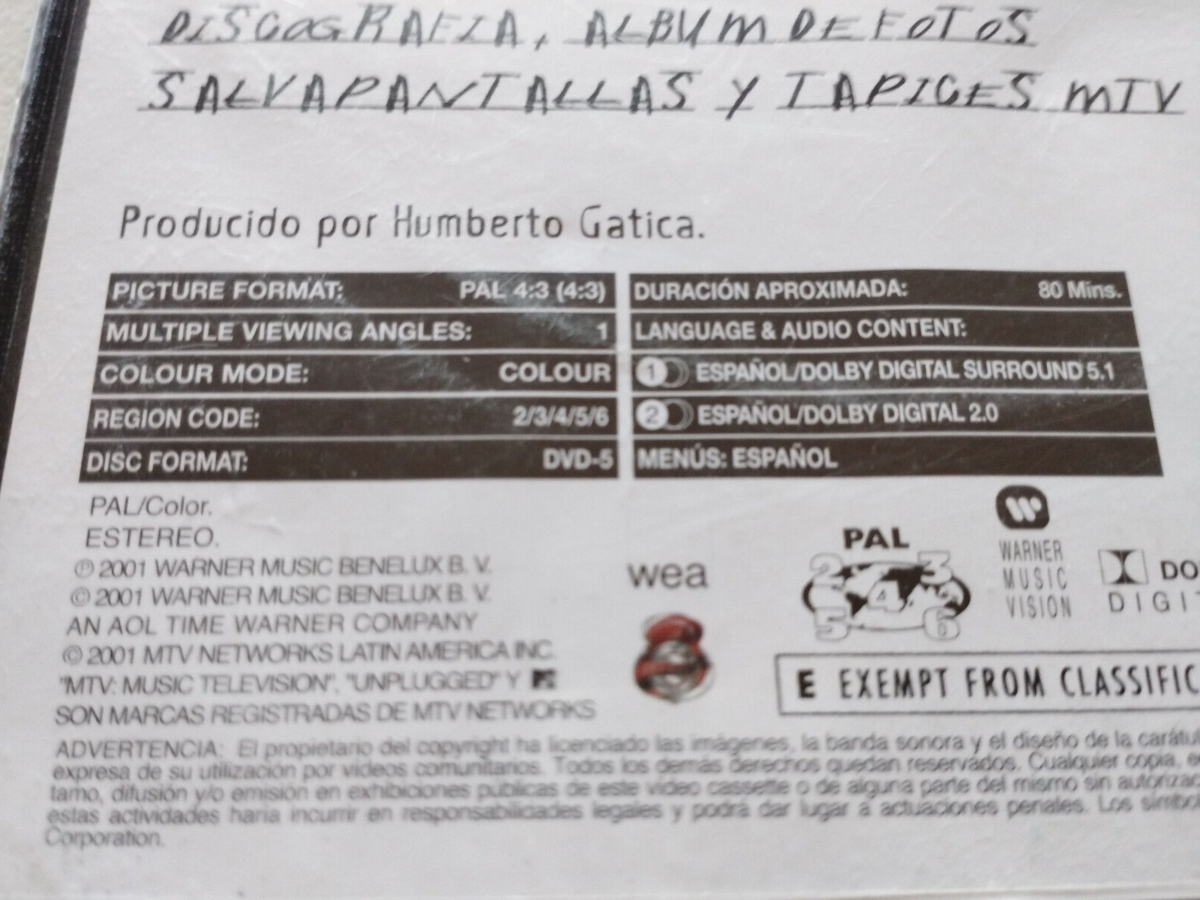 DISCOGRAFIA, ALBUM DE FOTOS
SALVAPANTALLAS Y TAPICES MTV
Producido por Humberto Gatica.
PICTURE FORMAT: PAL 4:3 (4:3)
MULTIPLE VIEWING ANGLES: 1
COLOUR MODE: COLOUR
REGION CODE: 2/3/4/5/6
DISC FORMAT: DVD-5
DURACIÓN APROXIMADA: 80 Mins.
LANGUAGE & AUDIO CONTENT:
1 ESPAÑOL/DOLBY DIGITAL SURROUND 5.1
2 ESPAÑOL/DOLBY DIGITAL 2.0
MENÚS: ESPAÑOL
PAL/Color.
ESTEREO.
℗ 2001 WARNER MUSIC BENELUX B. V.
© 2001 WARNER MUSIC BENELUX B. V.
AN AOL TIME WARNER COMPANY
© 2001 MTV NETWORKS LATIN AMERICA INC.
"MTV: MUSIC TELEVISION", "UNPLUGGED" Y
SON MARCAS REGISTRADAS DE MTV NETWORKS
wea
PAL
2 3
4
5 6
WARNER
MUSIC
VISION
DO
DIGIT
E EXEMPT FROM CLASSIFIC
ADVERTENCIA: El propietario del copyright ha licenciado las imágenes, la banda sonora y el diseño de la carátul
expresa de su utilización por videos comunitarios. Todos los demás derechos quedan reservados. Cualquier copia,
tamo, difusión y/o emisión en exhibiciones públicas de este video cassette o de alguna parte del mismo sin autoriza
estas actividades haría incurrir en responsabilidades legales y podrá dar lugar a actuaciones penales. Los símbo
Corporation.